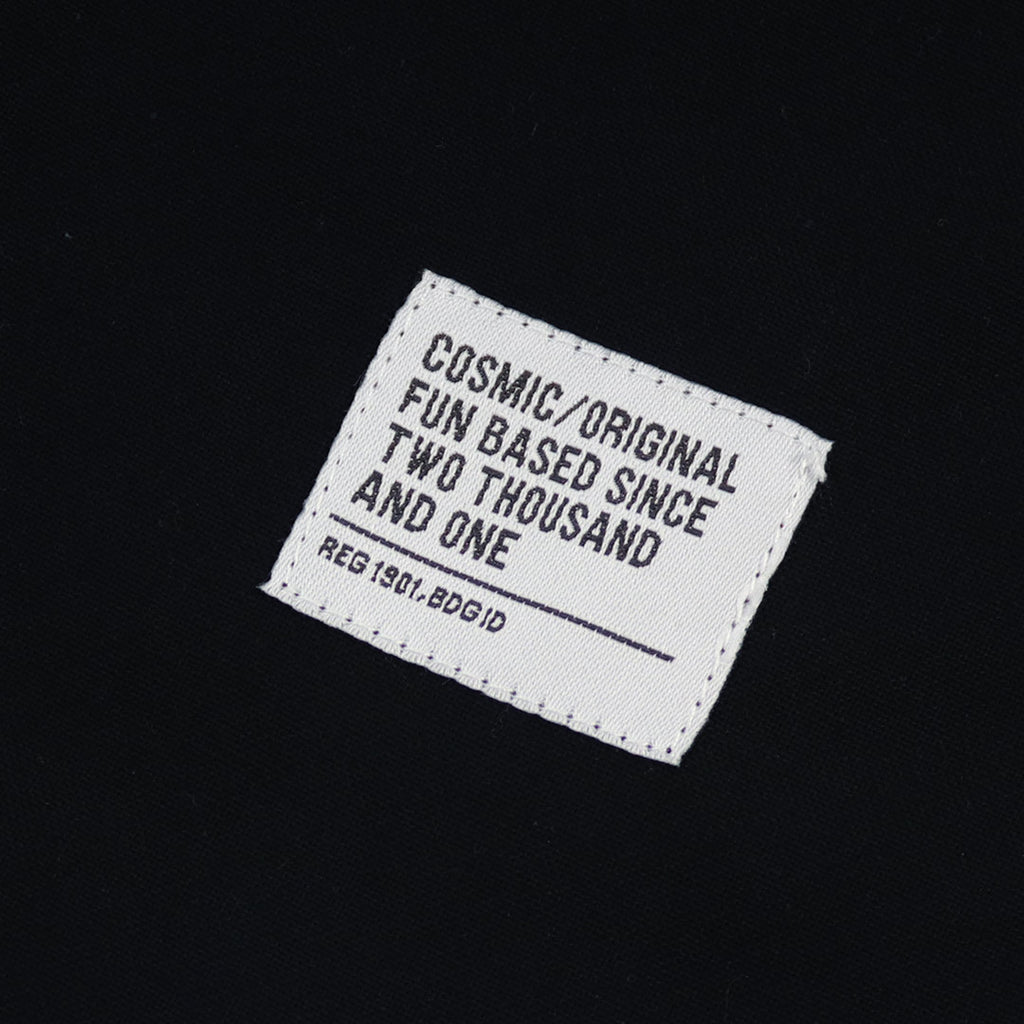 COSMIC/ORIGINAL
FUN BASED SINCE
TWO THOUSAND
AND ONE
REG 1901.BDGID